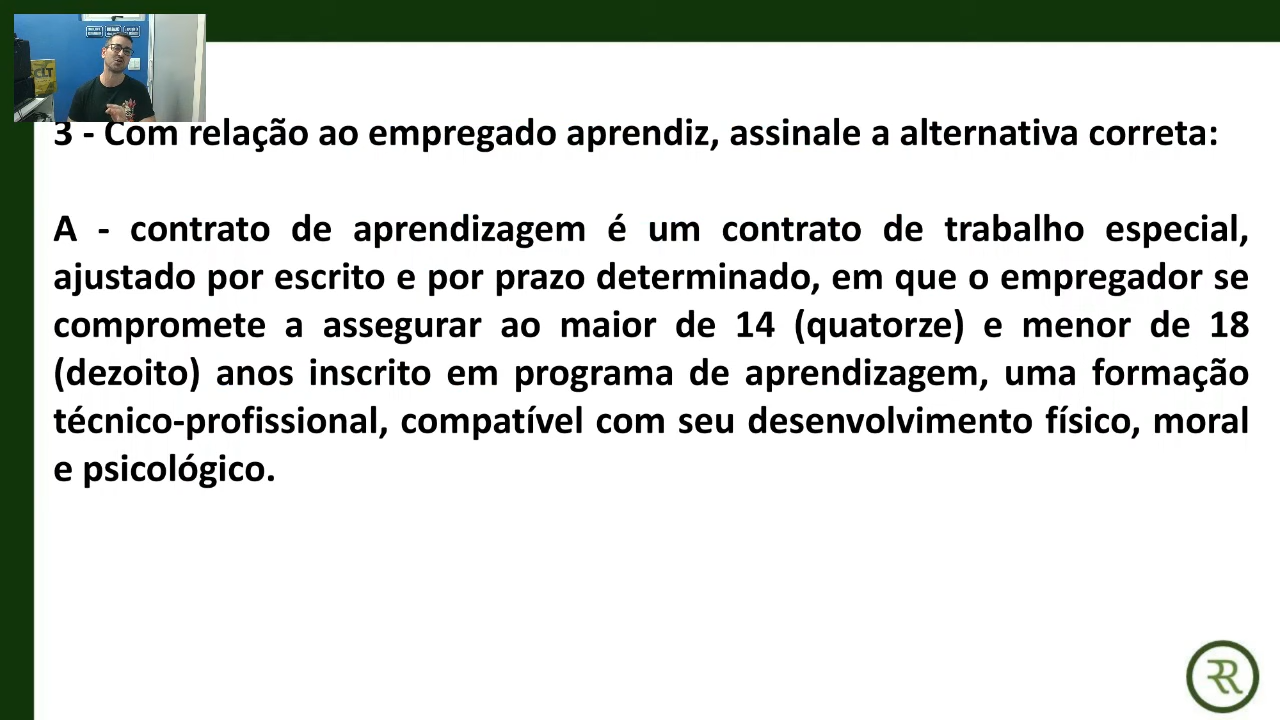 3 - Com relação ao empregado aprendiz, assinale a alternativa correta:
A - contrato de aprendizagem é um contrato de trabalho especial,
ajustado por escrito e por prazo determinado, em que o empregador se
compromete a assegurar ao maior de 14 (quatorze) e menor de 18
(dezoito) anos inscrito em programa de aprendizagem, uma formação
técnico-profissional, compatível com seu desenvolvimento físico, moral
e psicológico.